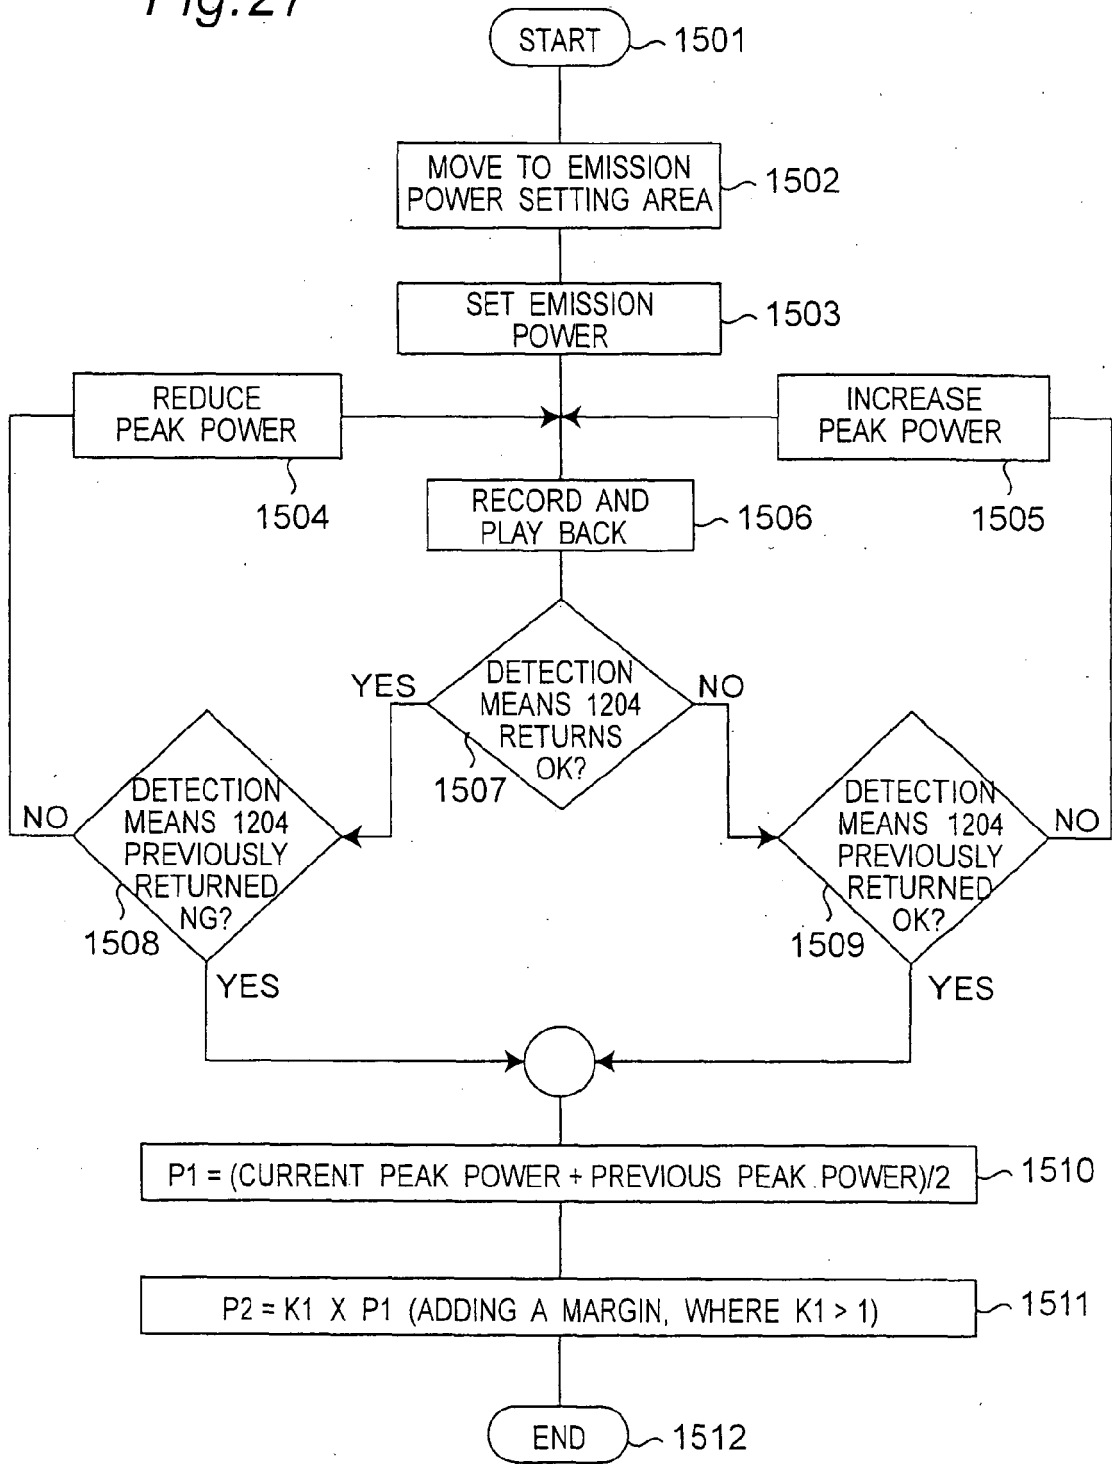 Fig.27
START
1501
MOVE TO EMISSION
POWER SETTING AREA
1502
SET EMISSION
POWER
1503
REDUCE
PEAK POWER
1504
INCREASE
PEAK POWER
1505
RECORD AND
PLAY BACK
1506
DETECTION
MEANS 1204
RETURNS
OK?
YES
NO
1507
DETECTION
MEANS 1204
PREVIOUSLY
RETURNED
NG?
NO
1508
YES
DETECTION
MEANS 1204
PREVIOUSLY
RETURNED
OK?
NO
1509
YES
P1 = (CURRENT PEAK POWER + PREVIOUS PEAK POWER)/2
1510
P2 = K1 X P1 (ADDING A MARGIN, WHERE K1 > 1)
1511
END
1512